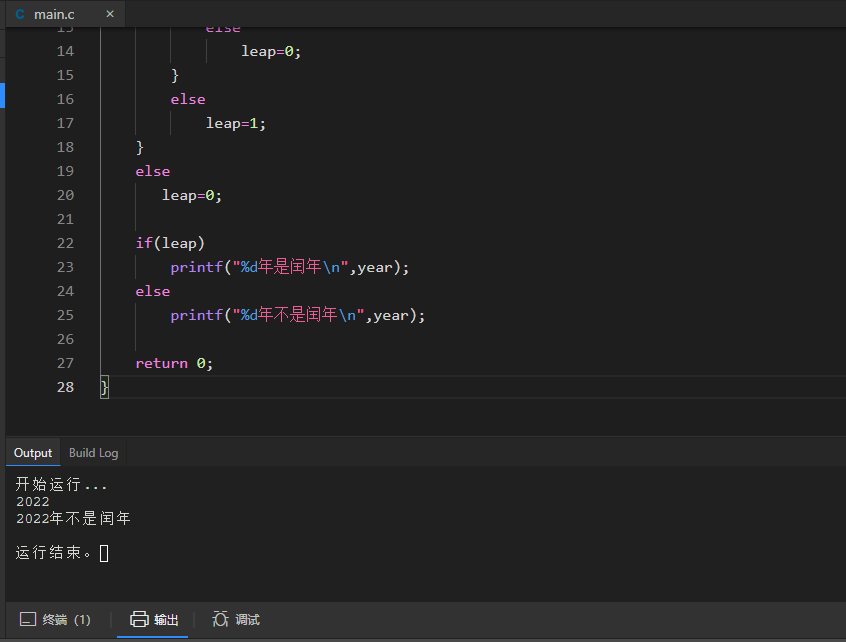 C main.c ×
13 else
14 leap=0;
15 }
16 else
17 leap=1;
18 }
19 else
20 leap=0;
21
22 if(leap)
23 printf("%d年是闰年\n",year);
24 else
25 printf("%d年不是闰年\n",year);
26
27 return 0;
28 }
Output Build Log
开始运行...
2022
2022年不是闰年
运行结束。
终端 (1) 输出 调试